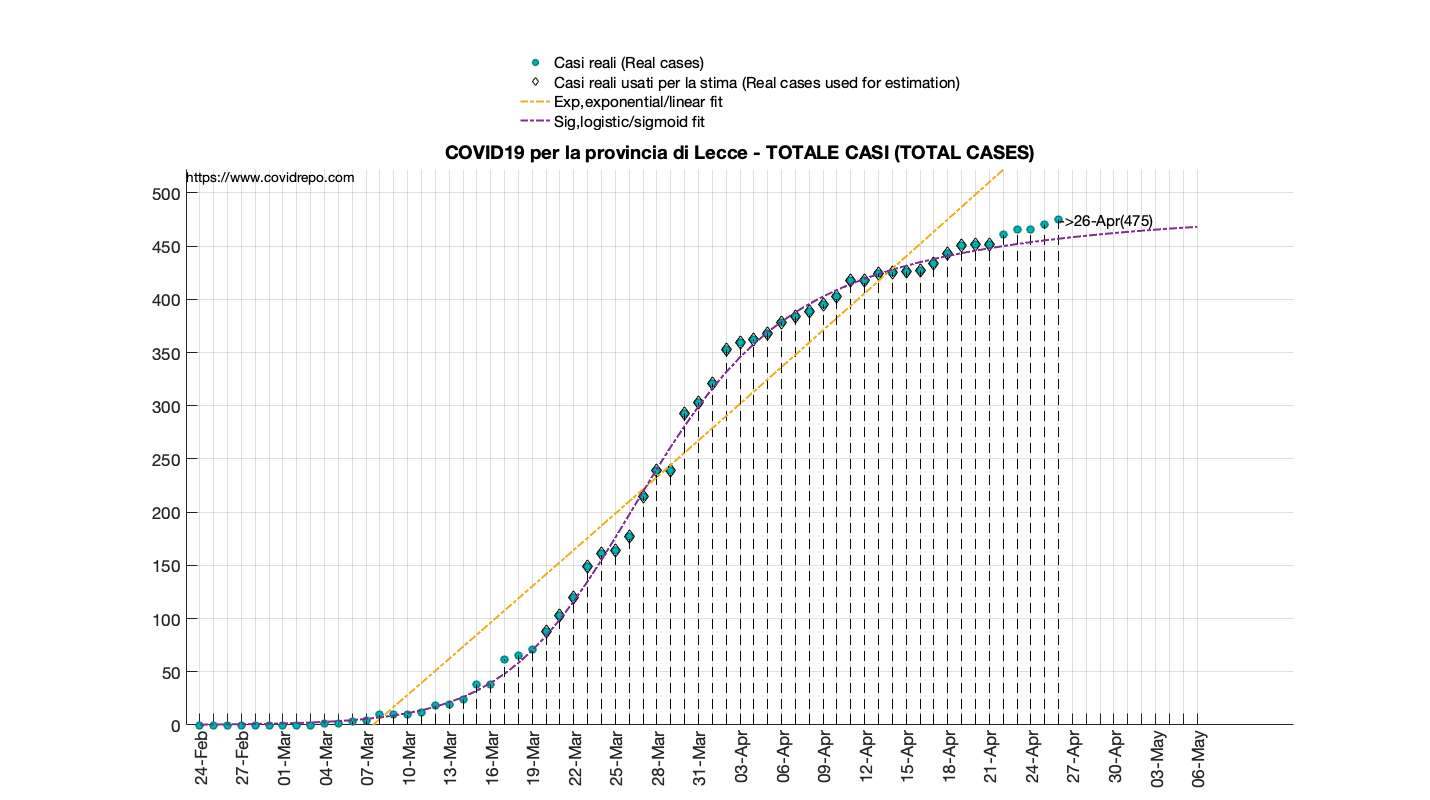 Casi reali (Real cases)
Casi reali usati per la stima (Real cases used for estimation)
Exp,exponential/linear fit
Sig,logistic/sigmoid fit
COVID19 per la provincia di Lecce - TOTALE CASI (TOTAL CASES)
https://www.covidrepo.com
500
450
400
350
300
250
200
150
100
50
0
->26-Apr(475)
24-Feb
27-Feb
01-Mar
04-Mar
07-Mar
10-Mar
13-Mar
16-Mar
19-Mar
22-Mar
25-Mar
28-Mar
31-Mar
03-Apr
06-Apr
09-Apr
12-Apr
15-Apr
18-Apr
21-Apr
24-Apr
27-Apr
30-Apr
03-May
06-May